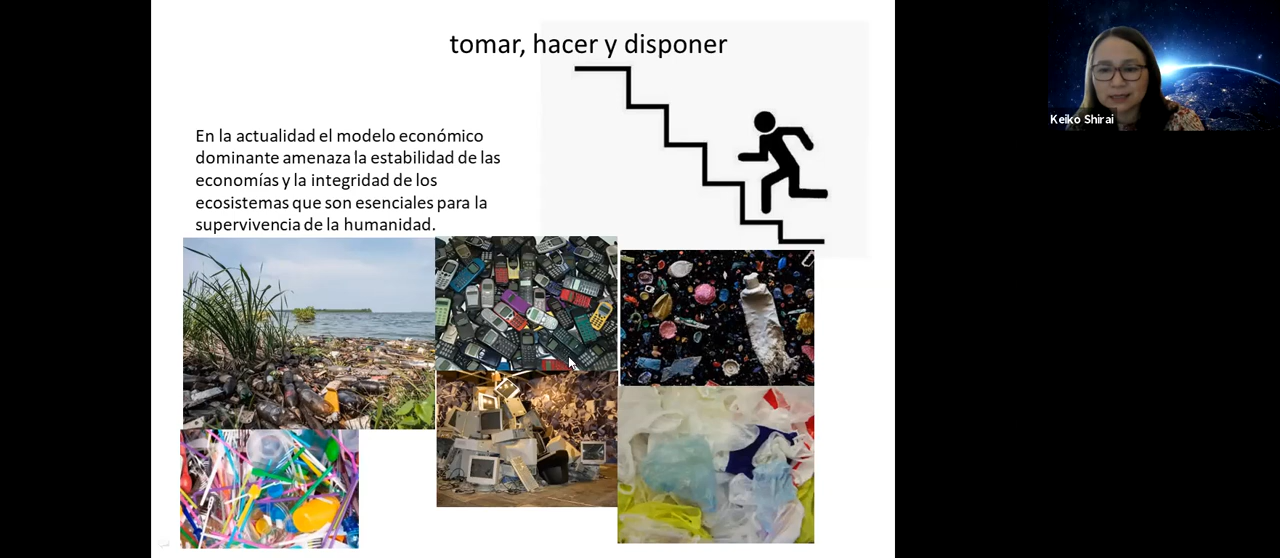 tomar, hacer y disponer
En la actualidad el modelo económico
dominante amenaza la estabilidad de las
economías y la integridad de los
ecosistemas que son esenciales para la
supervivencia de la humanidad.
Keiko Shirai